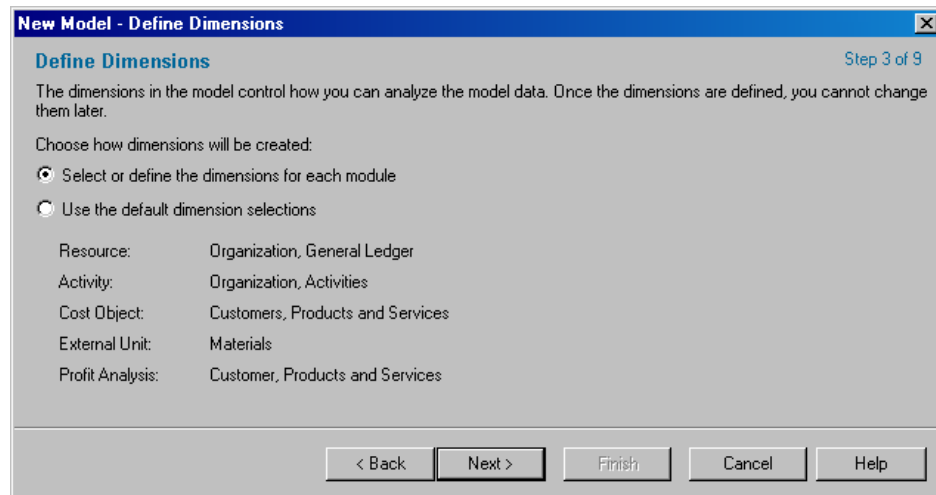 New Model - Define Dimensions
Define Dimensions
Step 3 of 9
The dimensions in the model control how you can analyze the model data. Once the dimensions are defined, you cannot change
them later.
Choose how dimensions will be created:
Select or define the dimensions for each module
Use the default dimension selections
Resource: Organization, General Ledger
Activity: Organization, Activities
Cost Object: Customers, Products and Services
External Unit: Materials
Profit Analysis: Customer, Products and Services
< Back Next > Finish Cancel Help